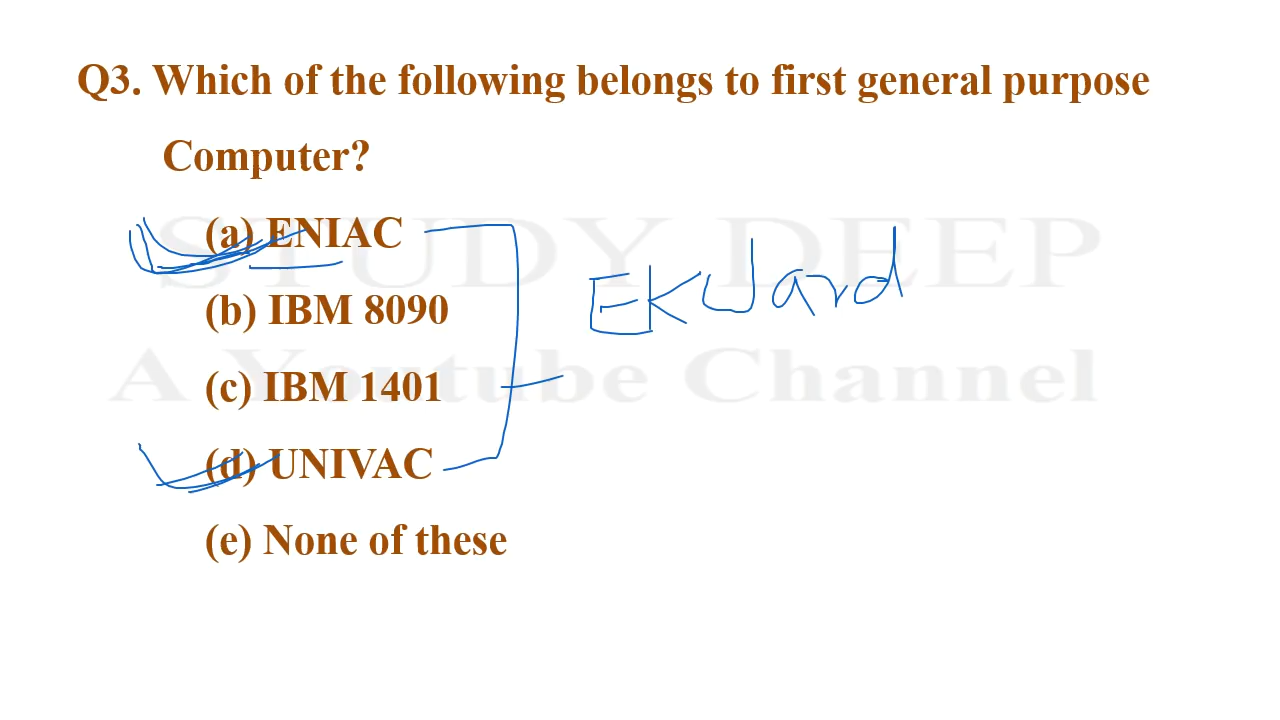 Q3. Which of the following belongs to first general purpose
Computer?
STUDY DEEP
(a) ENIAC
EKWard
(b) IBM 8090
A Youtube Channel
(c) IBM 1401
(d) UNIVAC
(e) None of these